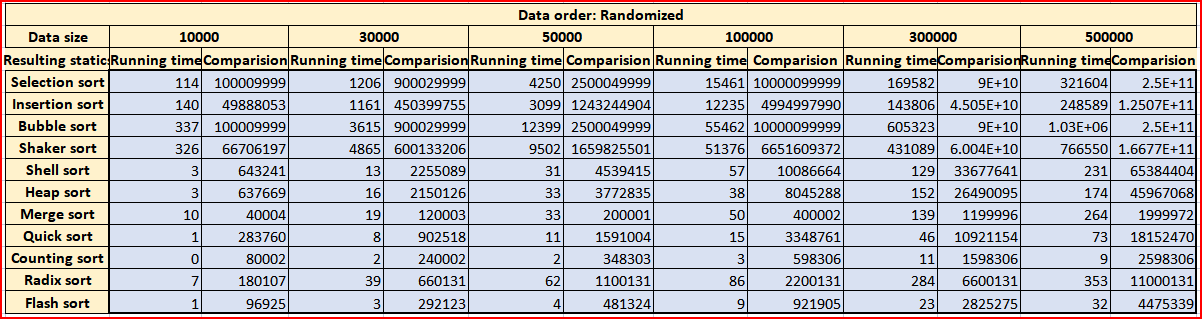 Data order: Randomized
Data size 10000 30000 50000 100000 300000 500000
Resulting statics Running time Comparision Running time Comparision Running time Comparision Running time Comparision Running time Comparision Running time Comparision
Selection sort 114 100009999 1206 900029999 4250 2500049999 15461 10000099999 169582 9E+10 321604 2.5E+11
Insertion sort 140 49888053 1161 450399755 3099 1243244904 12235 4994997990 143806 4.505E+10 248589 1.2507E+11
Bubble sort 337 100009999 3615 900029999 12399 2500049999 55462 10000099999 605323 9E+10 1.03E+06 2.5E+11
Shaker sort 326 66706197 4865 600133206 9502 1659825501 51376 6651609372 431089 6.004E+10 766550 1.6677E+11
Shell sort 3 643241 13 2255089 31 4539415 57 10086664 129 33677641 231 65384404
Heap sort 3 637669 16 2150126 33 3772835 38 8045288 152 26490095 174 45967068
Merge sort 10 40004 19 120003 33 200001 50 400002 139 1199996 264 1999972
Quick sort 1 283760 8 902518 11 1591004 15 3348761 46 10921154 73 18152470
Counting sort 0 80002 2 240002 2 348303 3 598306 11 1598306 9 2598306
Radix sort 7 180107 39 660131 62 1100131 86 2200131 284 6600131 353 11000131
Flash sort 1 96925 3 292123 4 481324 9 921905 23 2825275 32 4475339